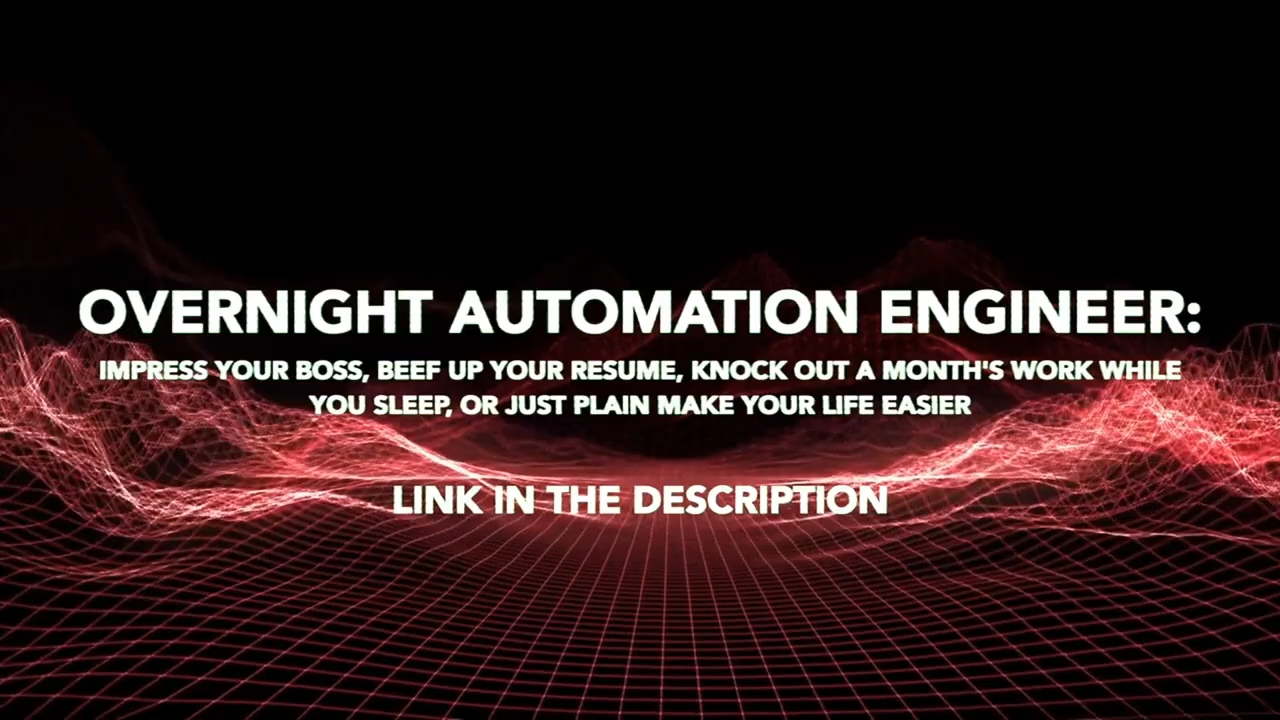 OVERNIGHT AUTOMATION ENGINEER:
IMPRESS YOUR BOSS, BEEF UP YOUR RESUME, KNOCK OUT A MONTH'S WORK WHILE
YOU SLEEP, OR JUST PLAIN MAKE YOUR LIFE EASIER
LINK IN THE DESCRIPTION